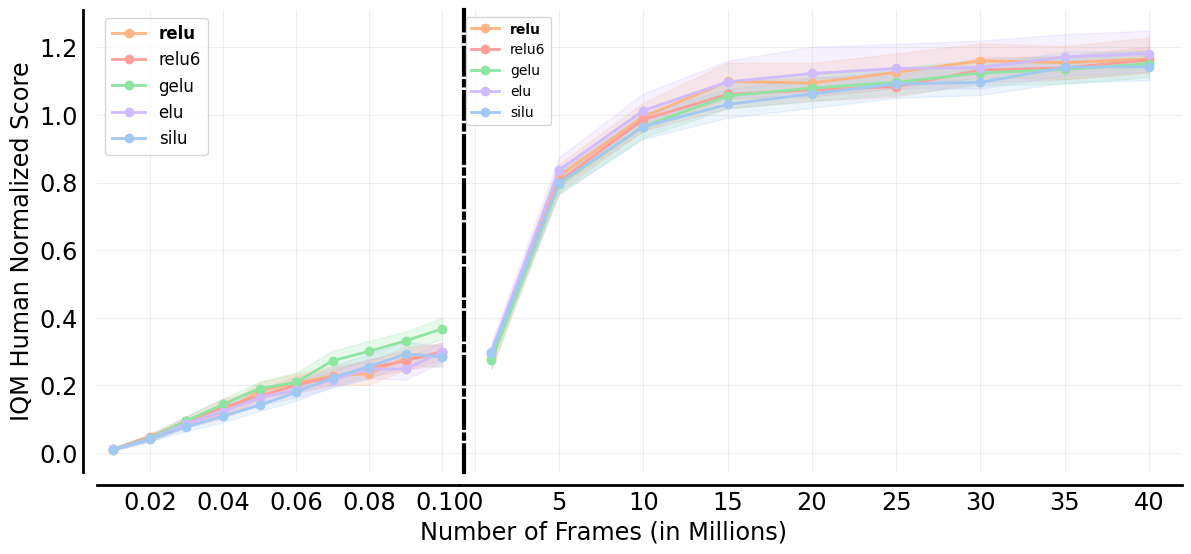 IQM Human Normalized Score
1.2
1.0
0.8
0.6
0.4
0.2
0.0
relu
relu6
gelu
elu
silu
relu
relu6
gelu
elu
silu
0.02 0.04 0.06 0.08 0.100 0 5 10 15 20 25 30 35 40
Number of Frames (in Millions)